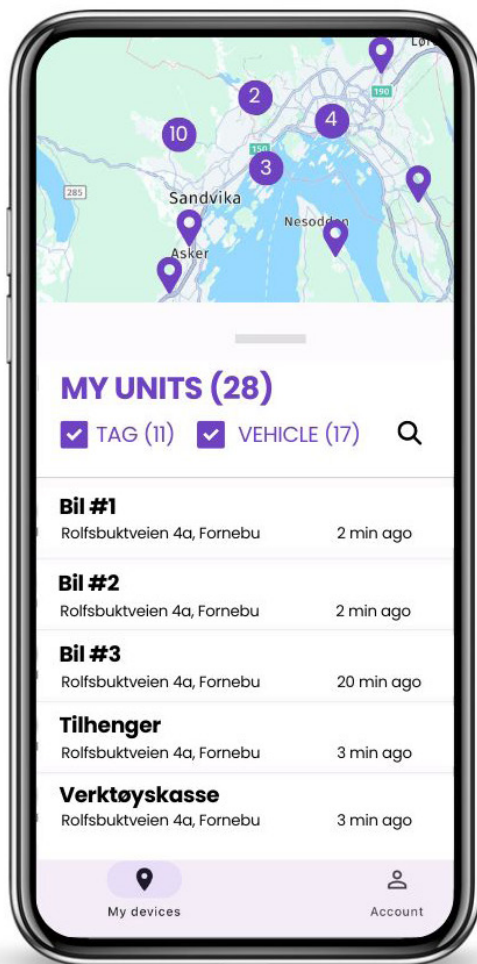 Lør
190
2
10
4
150
3
285
Sandvika
Nesodden
Asker
MY UNITS (28)
TAG (11) VEHICLE (17)
Bil #1
Rolfsbuktveien 4a, Fornebu 2 min ago
Bil #2
Rolfsbuktveien 4a, Fornebu 2 min ago
Bil #3
Rolfsbuktveien 4a, Fornebu 20 min ago
Tilhenger
Rolfsbuktveien 4a, Fornebu 3 min ago
Verktøyskasse
Rolfsbuktveien 4a, Fornebu 3 min ago
My devices Account